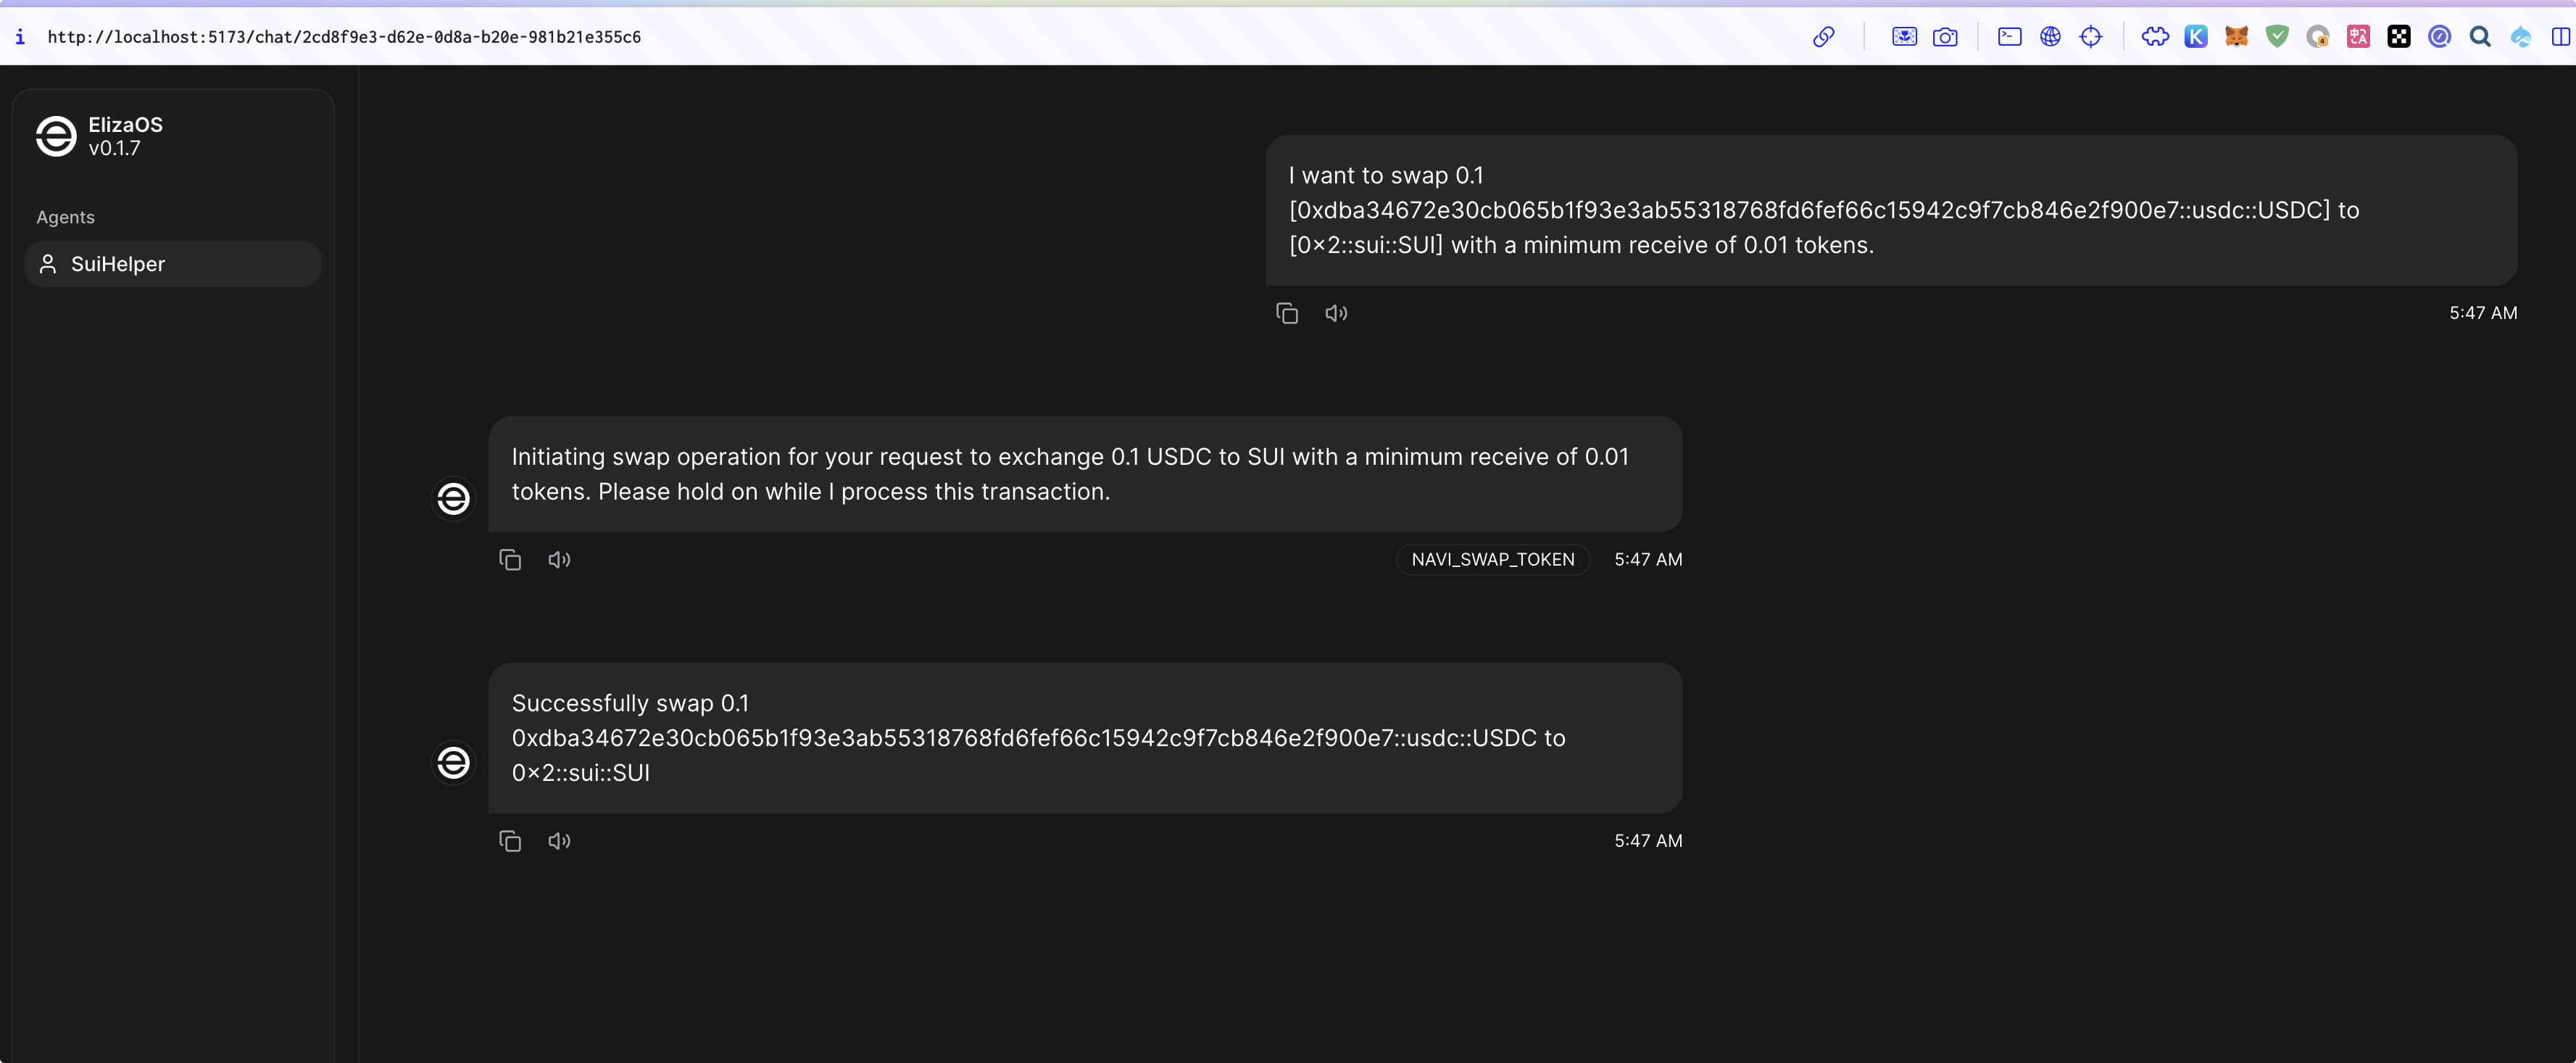 i http://localhost:5173/chat/2cd8f9e3-d62e-0d8a-b20e-981b21e355c6
ElizaOS
v0.1.7
Agents
SuiHelper
I want to swap 0.1
[0xdba34672e30cb065b1f93e3ab55318768fd6fef66c15942c9f7cb846e2f900e7::usdc::USDC] to
[0×2::sui::SUI] with a minimum receive of 0.01 tokens.
5:47 AM
Initiating swap operation for your request to exchange 0.1 USDC to SUI with a minimum receive of 0.01
tokens. Please hold on while I process this transaction.
NAVI_SWAP_TOKEN 5:47 AM
Successfully swap 0.1
0xdba34672e30cb065b1f93e3ab55318768fd6fef66c15942c9f7cb846e2f900e7::usdc::USDC to
0×2::sui::SUI
5:47 AM